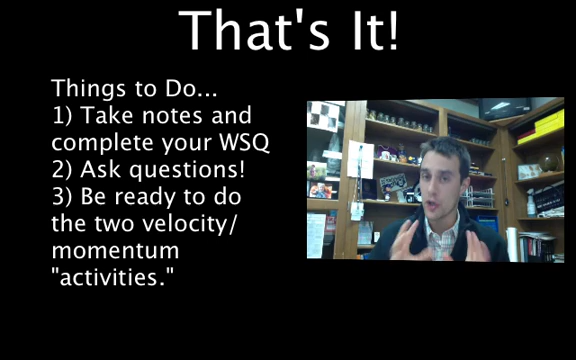 That's It!
Things to Do...
1) Take notes and
complete your WSQ
2) Ask questions!
3) Be ready to do
the two velocity/
momentum
"activities."